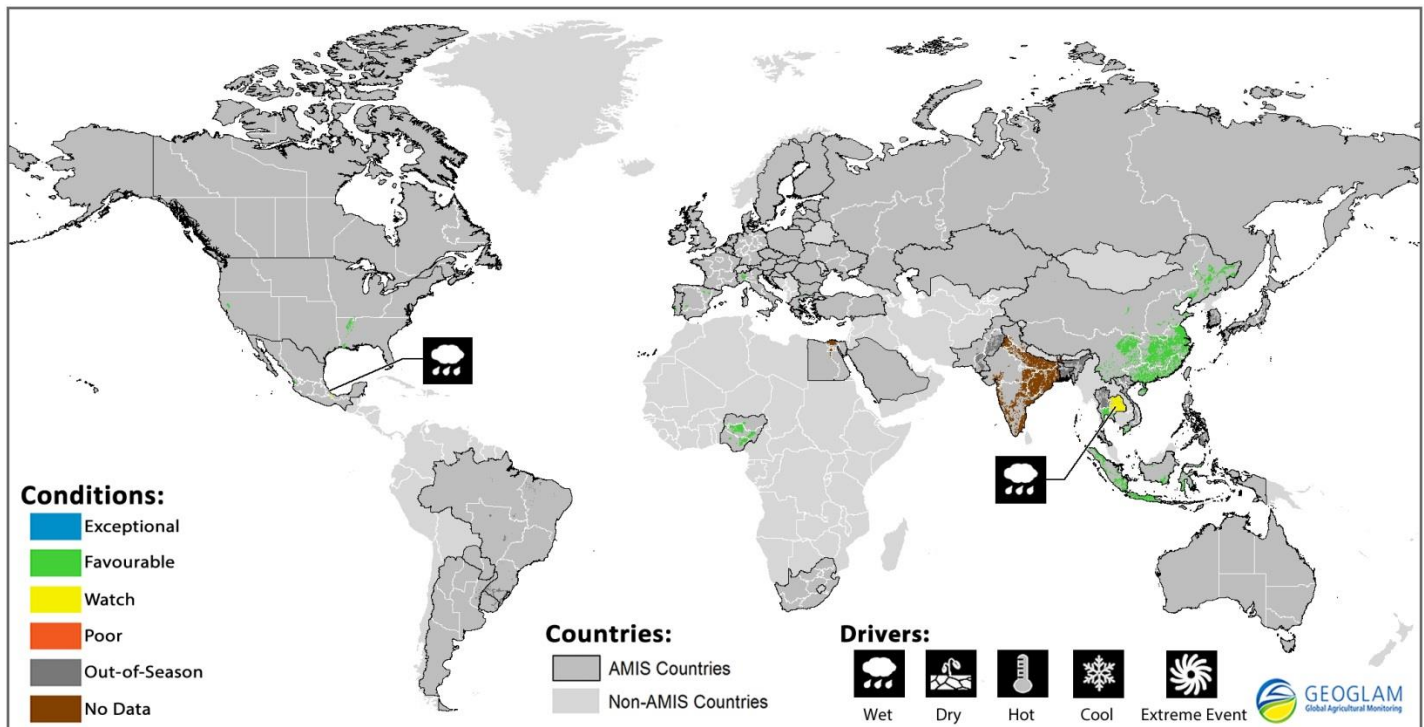 Conditions:
Exceptional
Favourable
Watch
Poor
Out-of-Season
No Data
Countries:
AMIS Countries
Non-AMIS Countries
Drivers:
Wet
Dry
Hot
Cool
Extreme Event
GEOGLAM
Global Agricultural Monitoring